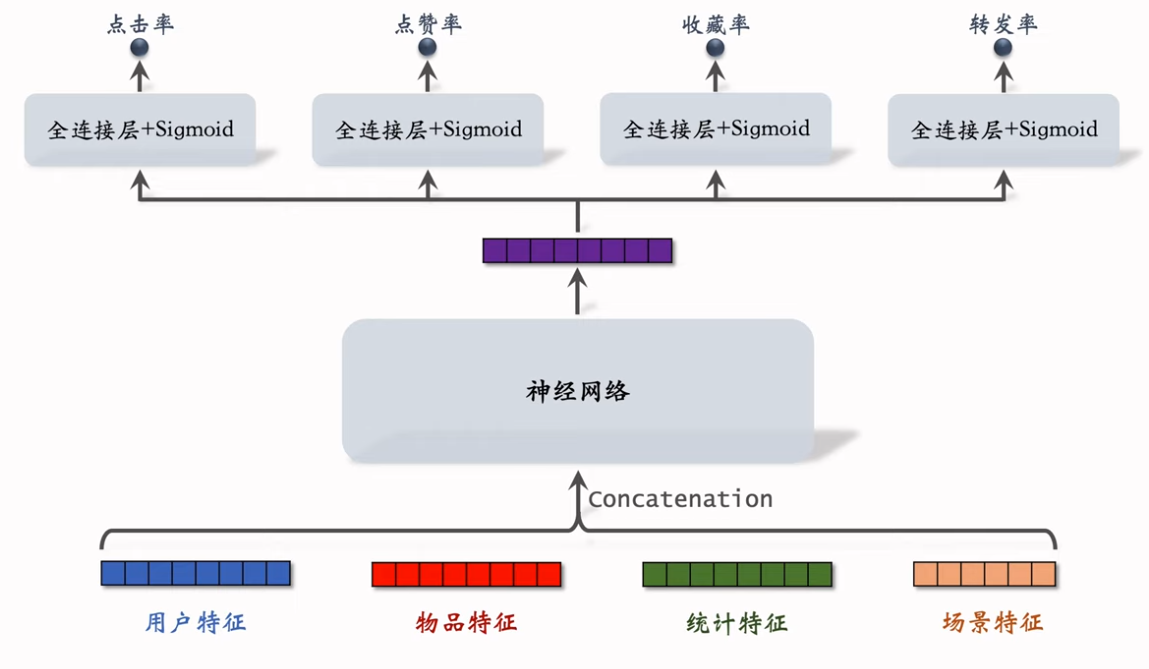 点击率
点赞率
收藏率
转发率
全连接层+Sigmoid
全连接层+Sigmoid
全连接层+Sigmoid
全连接层+Sigmoid
神经网络
Concatenation
用户特征
物品特征
统计特征
场景特征